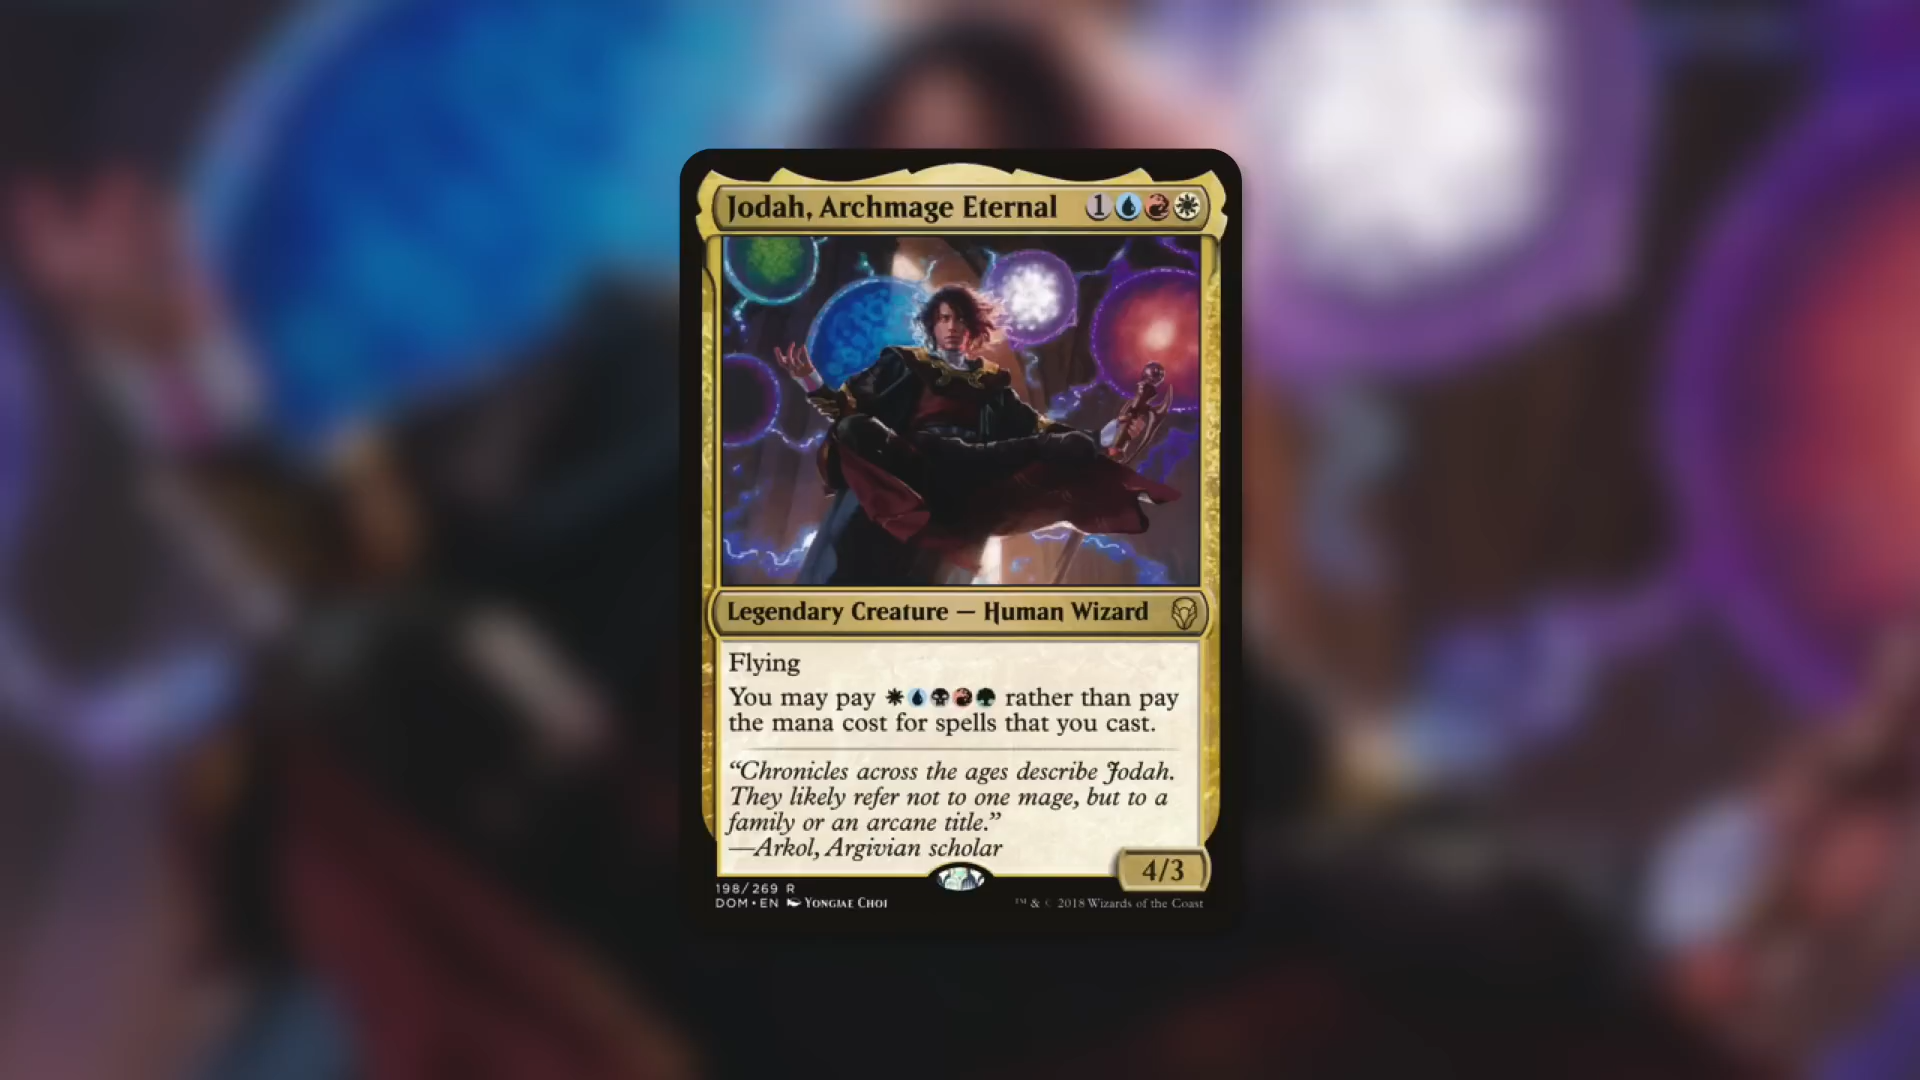 Jodah, Archmage Eternal 1
Legendary Creature — Human Wizard
Flying
You may pay rather than pay
the mana cost for spells that you cast.
“Chronicles across the ages describe Jodah.
They likely refer not to one mage, but to a
family or an arcane title.”
—Arkol, Argivian scholar
4/3
198/269 R
DOM • EN Yongjae Choi
™ & © 2018 Wizards of the Coast